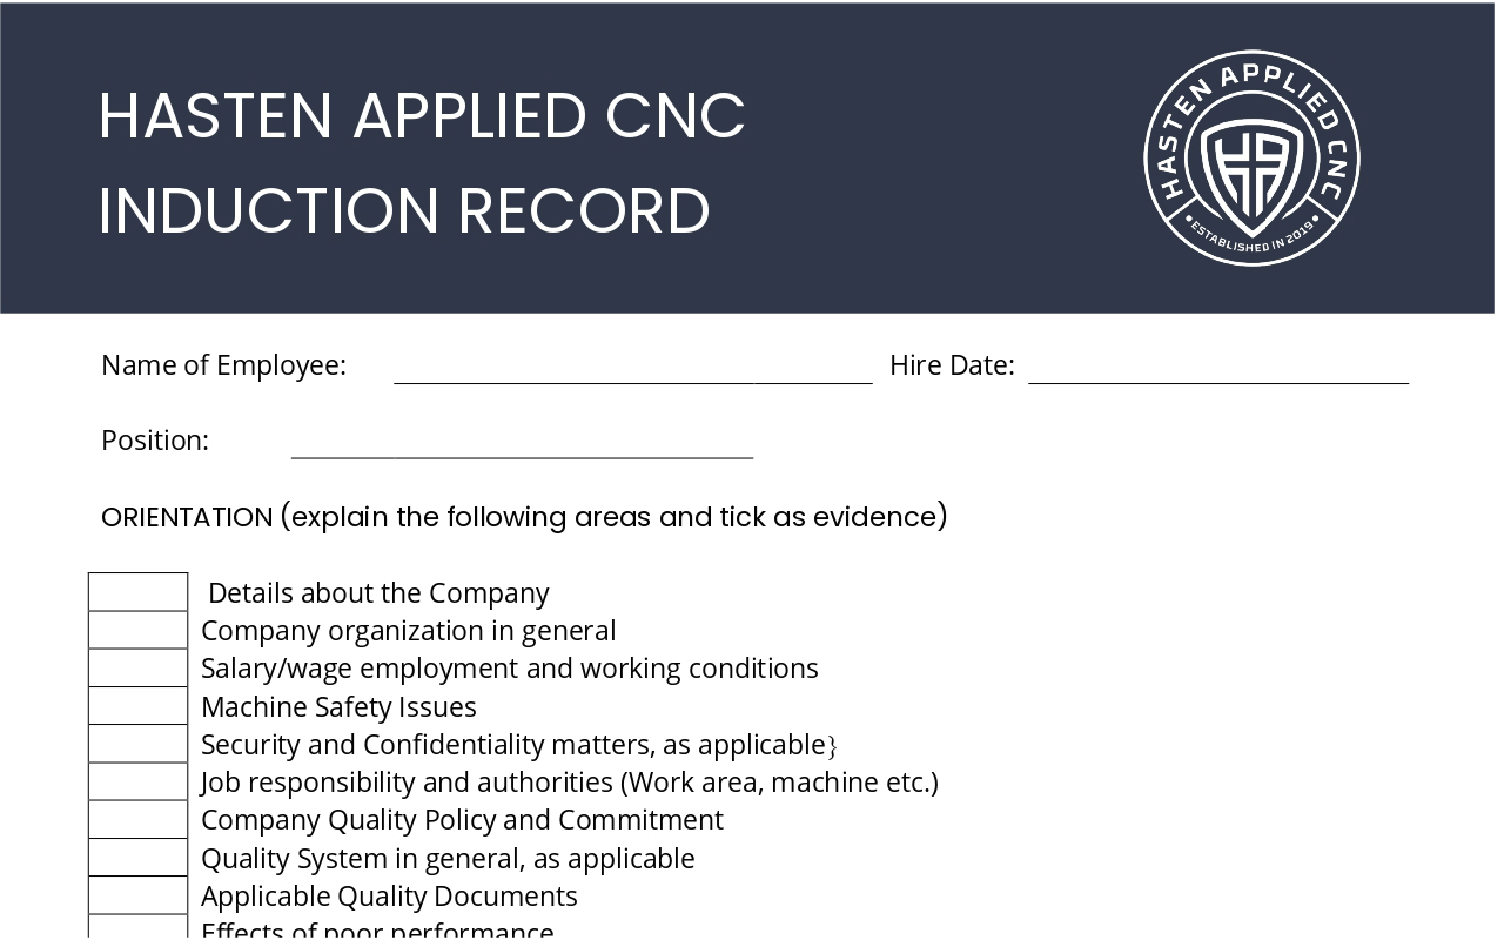 HASTEN APPLIED CNC
INDUCTION RECORD
HASTEN APPLIED CNC
HA
• ESTABLISHED IN 2019 •
Name of Employee: Hire Date:
Position:
ORIENTATION (explain the following areas and tick as evidence)
Details about the Company
Company organization in general
Salary/wage employment and working conditions
Machine Safety Issues
Security and Confidentiality matters, as applicable}
Job responsibility and authorities (Work area, machine etc.)
Company Quality Policy and Commitment
Quality System in general, as applicable
Applicable Quality Documents
Effects of poor performance